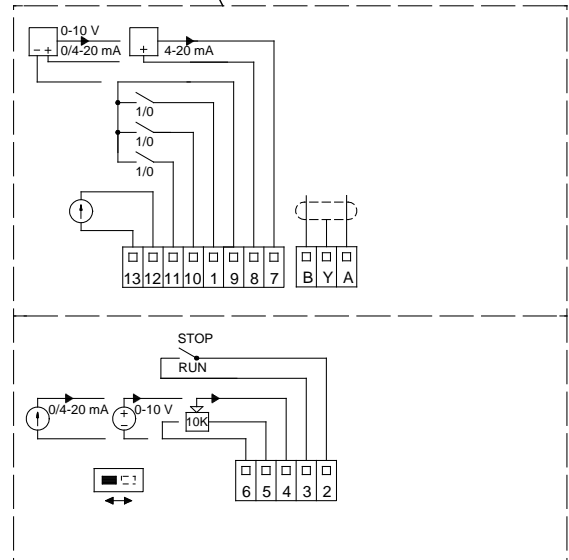 0-10 V
- + 0/4-20 mA + 4-20 mA
1/0
1/0
1/0
13 12 11 10 1 9 8 7 B Y A
STOP
RUN
0/4-20 mA + - 0-10 V
10K
6 5 4 3 2